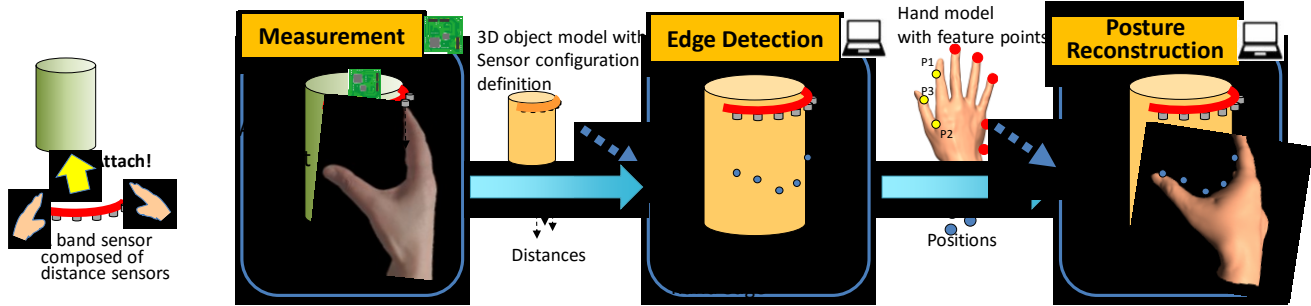 Attach!
band sensor
composed of
distance sensors
Measurement
3D object model with
Sensor configuration
definition
Distances
Edge Detection
Hand model
with feature points
P1
P3
P2
Positions
Posture
Reconstruction